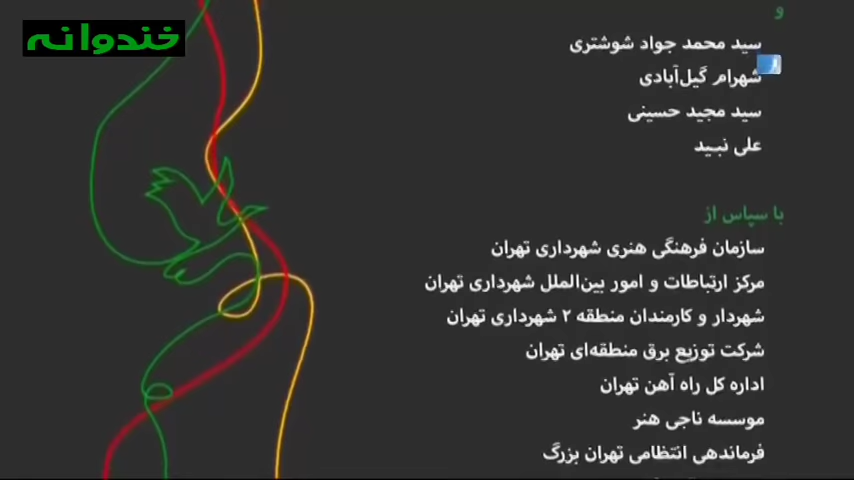 خندوانه
و
سید محمد جواد شوشتری
شهرام گیل‌آبادی
سید مجید حسینی
علی نبید
با سپاس از
سازمان فرهنگی هنری شهرداری تهران
مرکز ارتباطات و امور بین‌الملل شهرداری تهران
شهردار و کارمندان منطقه ۲ شهرداری تهران
شرکت توزیع برق منطقه‌ای تهران
اداره کل راه آهن تهران
موسسه ناجی هنر
فرماندهی انتظامی تهران بزرگ